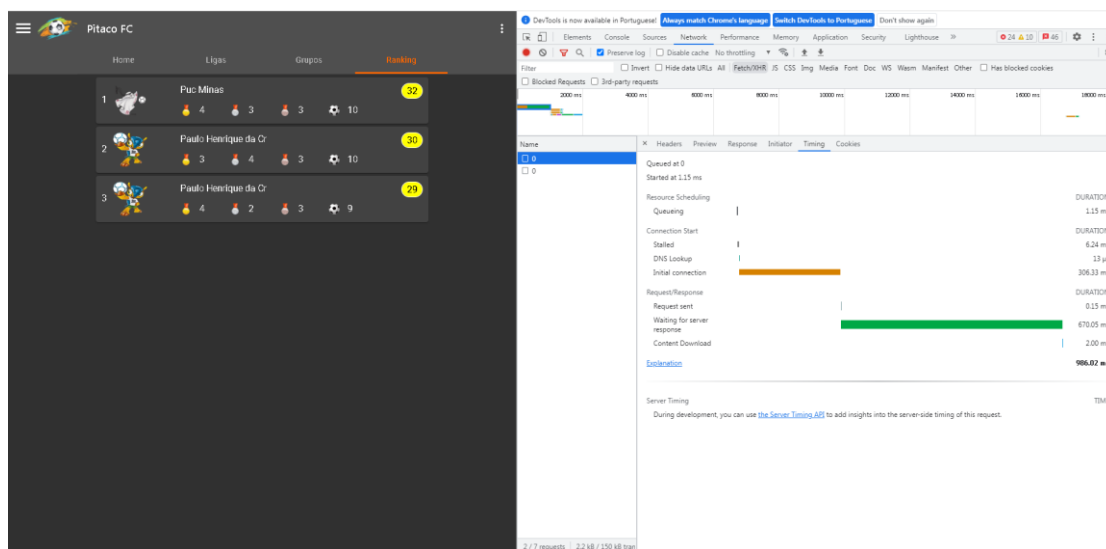 Pitaco FC
Home Ligas Grupos Ranking
1 Puc Minas 32
4 3 3 10
2 Paulo Henrique da Cr 30
3 4 3 10
3 Paulo Henrique da Cr 29
4 2 3 9
DevTools is now available in Portuguese! Always match Chrome's language Switch DevTools to Portuguese Don't show again
Elements Console Sources Network Performance Memory Application Security Lighthouse » 24 10 46
Preserve log Disable cache No throttling
Filter Invert Hide data URLs All Fetch/XHR JS CSS Img Media Font Doc WS Wasm Manifest Other Has blocked cookies
Blocked Requests 3rd-party requests
2000 ms 4000 ms 6000 ms 8000 ms 10000 ms 12000 ms 14000 ms 16000 ms 18000 ms
Name × Headers Preview Response Initiator Timing Cookies
0
0
Queued at 0
Started at 1.15 ms
Resource Scheduling DURATION
Queueing 1.15 m
Connection Start DURATION
Stalled 6.24 m
DNS Lookup 13 µ
Initial connection 306.33 m
Request/Response DURATION
Request sent 0.15 m
Waiting for server
response 670.05 m
Content Download 2.00 m
Explanation 986.02 m
Server Timing TIM
During development, you can use the Server Timing API to add insights into the server-side timing of this request.
2 / 7 requests 2.2 kB / 150 kB tran